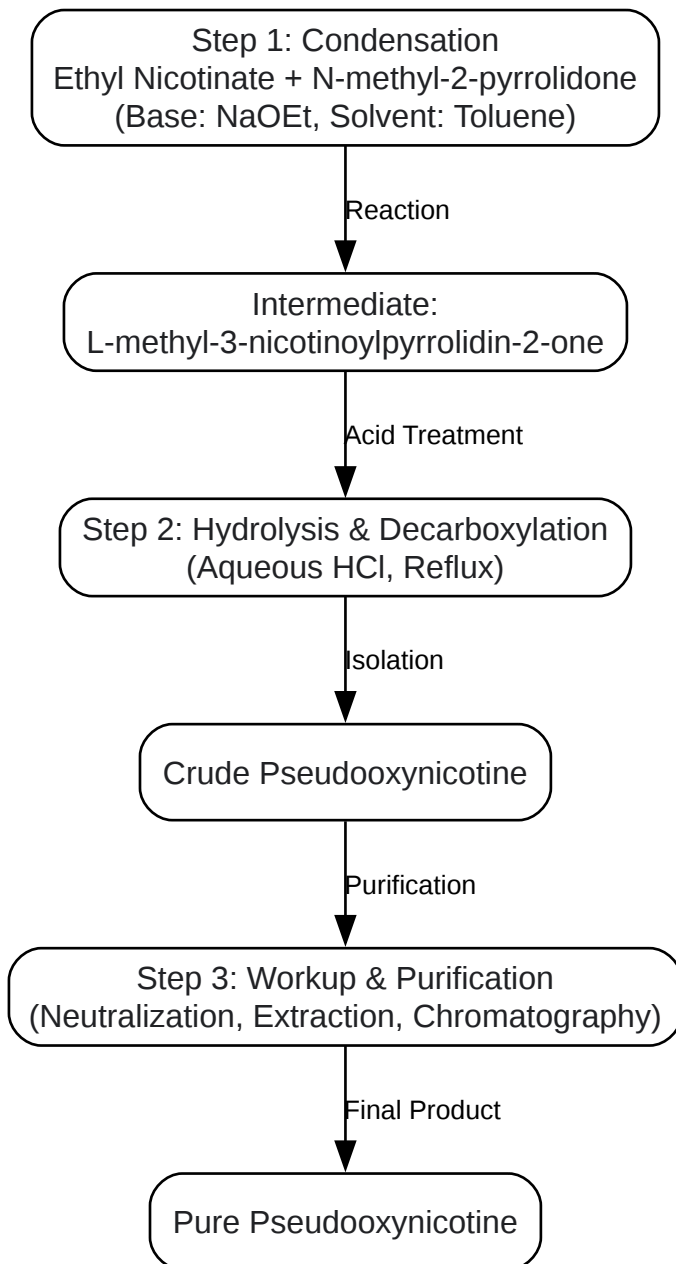 Step 1: Condensation
Ethyl Nicotinate + N-methyl-2-pyrrolidone
(Base: NaOEt, Solvent: Toluene)
Reaction
Intermediate:
L-methyl-3-nicotinoylpyrrolidin-2-one
Acid Treatment
Step 2: Hydrolysis & Decarboxylation
(Aqueous HCl, Reflux)
Isolation
Crude Pseudooxynicotine
Purification
Step 3: Workup & Purification
(Neutralization, Extraction, Chromatography)
Final Product
Pure Pseudooxynicotine